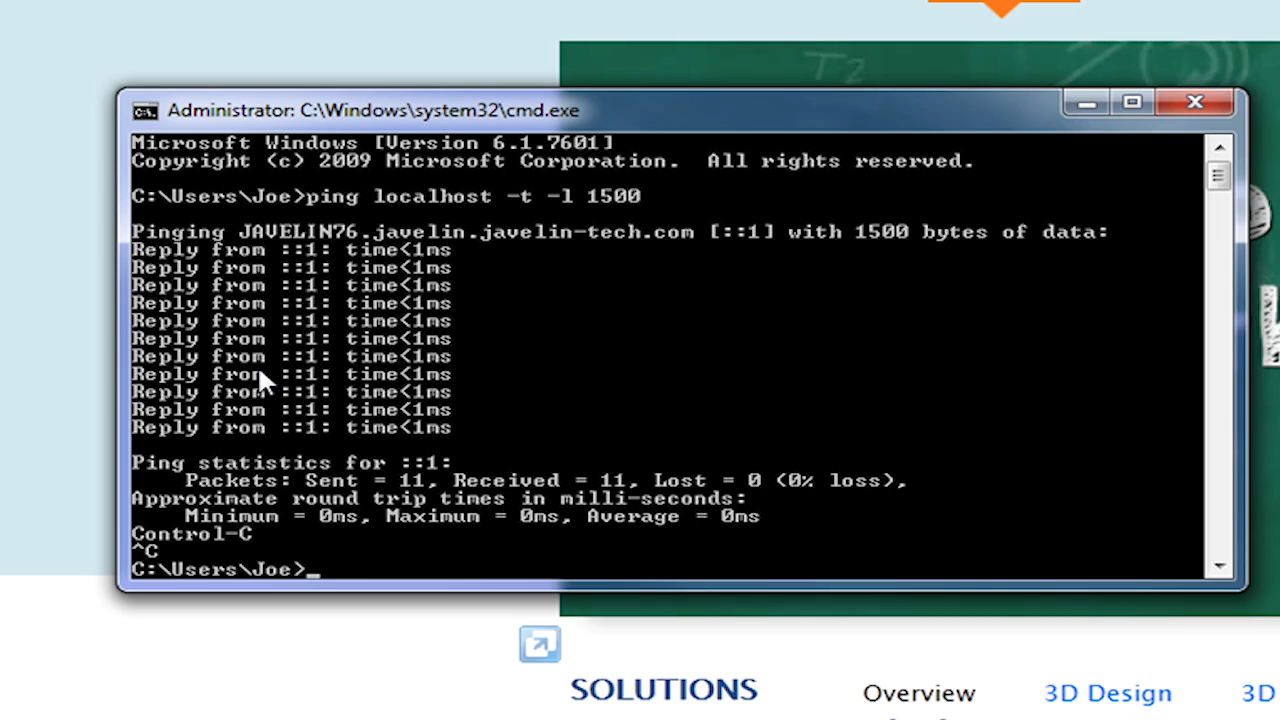 T2
Administrator: C:\Windows\system32\cmd.exe
Microsoft Windows [Version 6.1.7601]
Copyright (c) 2009 Microsoft Corporation.  All rights reserved.
C:\Users\Joe>ping localhost -t -l 1500
Pinging JAVELIN76.javelin.javelin-tech.com [::1] with 1500 bytes of data:
Reply from ::1: time<1ms
Reply from ::1: time<1ms
Reply from ::1: time<1ms
Reply from ::1: time<1ms
Reply from ::1: time<1ms
Reply from ::1: time<1ms
Reply from ::1: time<1ms
Reply from ::1: time<1ms
Reply from ::1: time<1ms
Reply from ::1: time<1ms
Reply from ::1: time<1ms
Ping statistics for ::1:
Packets: Sent = 11, Received = 11, Lost = 0 (0% loss),
Approximate round trip times in milli-seconds:
Minimum = 0ms, Maximum = 0ms, Average = 0ms
Control-C
^C
C:\Users\Joe>_
SOLUTIONS Overview 3D Design 3D